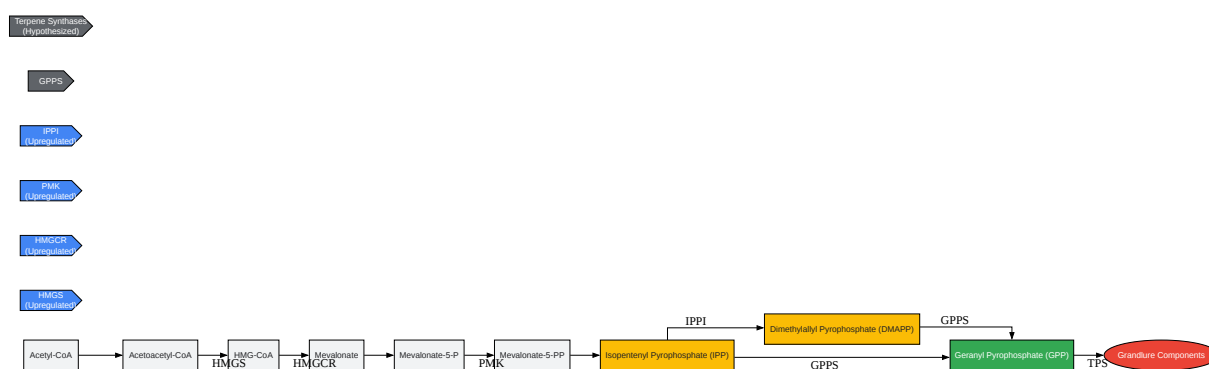 Terpene Synthases
(Hypothesized)
GPPS
IPPI
(Upregulated)
PMK
(Upregulated)
HMGCR
(Upregulated)
HMGS
(Upregulated)
IPPI
Dimethylallyl Pyrophosphate (DMAPP)
GPPS
Acetyl-CoA
Acetoacetyl-CoA
HMGS
HMG-CoA
HMGCR
Mevalonate
Mevalonate-5-P
PMK
Mevalonate-5-PP
Isopentenyl Pyrophosphate (IPP)
GPPS
Geranyl Pyrophosphate (GPP)
TPS
Grandlure Components